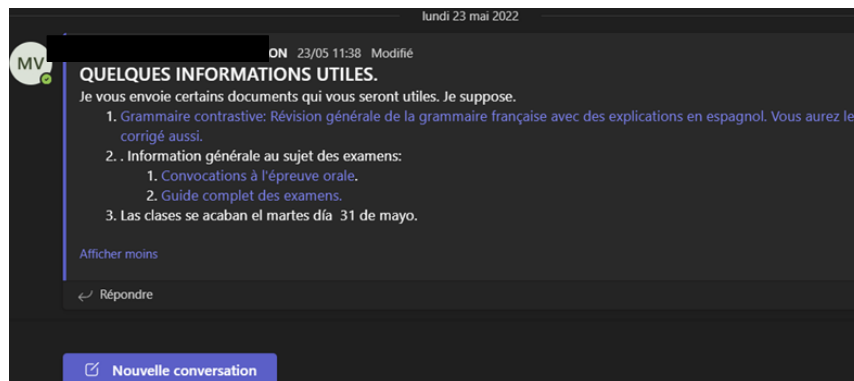 lundi 23 mai 2022
MV
ON 23/05 11:38 Modifié
QUELQUES INFORMATIONS UTILES.
Je vous envoie certains documents qui vous seront utiles. Je suppose.
1. Grammaire contrastive: Révision générale de la grammaire française avec des explications en espagnol. Vous aurez le
corrigé aussi.
2. . Information générale au sujet des examens:
1. Convocations à l'épreuve orale.
2. Guide complet des examens.
3. Las clases se acaban el martes día 31 de mayo.
Afficher moins
Répondre
Nouvelle conversation